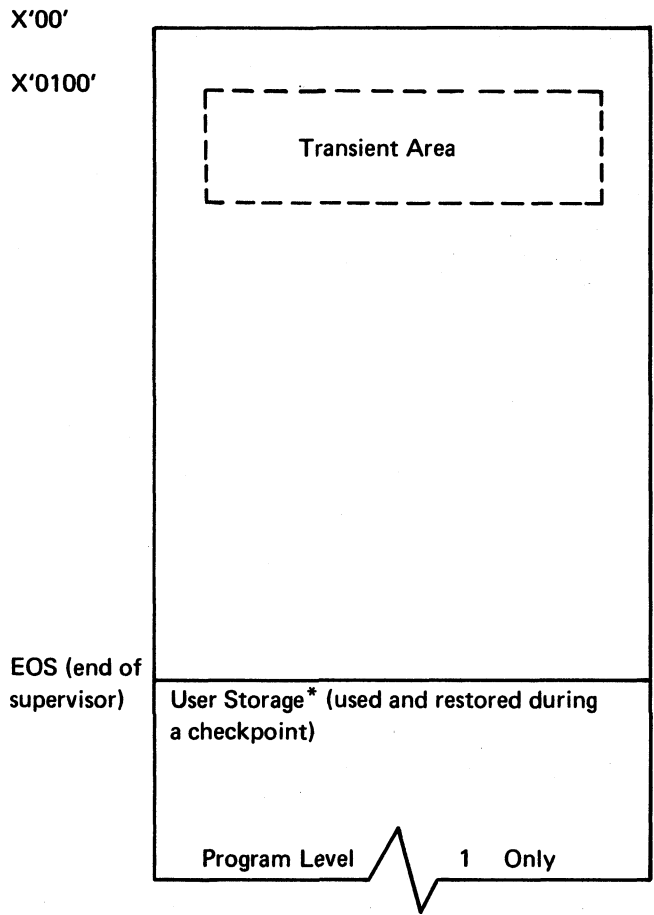 X'00'
X'0100'
Transient Area
EOS (end of
supervisor)
User Storage* (used and restored during
a checkpoint)
Program Level 1 Only